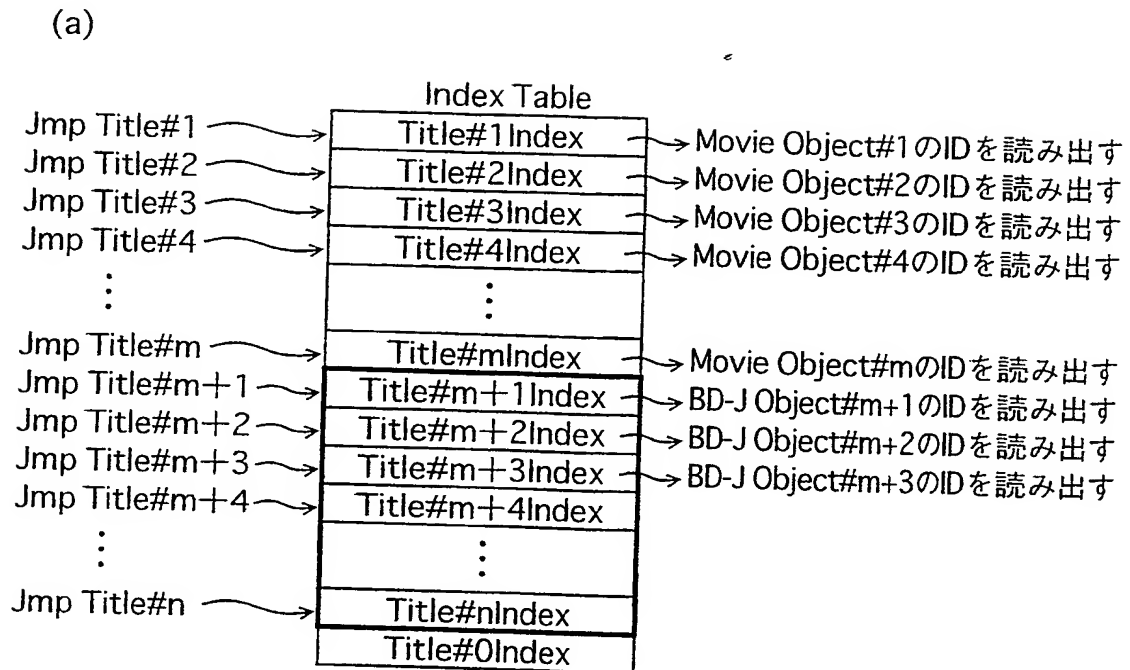 (a)
Index Table
Jmp Title#1 Title#1Index Movie Object#1のIDを読み出す
Jmp Title#2 Title#2Index Movie Object#2のIDを読み出す
Jmp Title#3 Title#3Index Movie Object#3のIDを読み出す
Jmp Title#4 Title#4Index Movie Object#4のIDを読み出す
⋮ ⋮
Jmp Title#m Title#mIndex Movie Object#mのIDを読み出す
Jmp Title#m+1 Title#m+1Index BD-J Object#m+1のIDを読み出す
Jmp Title#m+2 Title#m+2Index BD-J Object#m+2のIDを読み出す
Jmp Title#m+3 Title#m+3Index BD-J Object#m+3のIDを読み出す
Jmp Title#m+4 Title#m+4Index
⋮ ⋮
Jmp Title#n Title#nIndex
Title#0Index